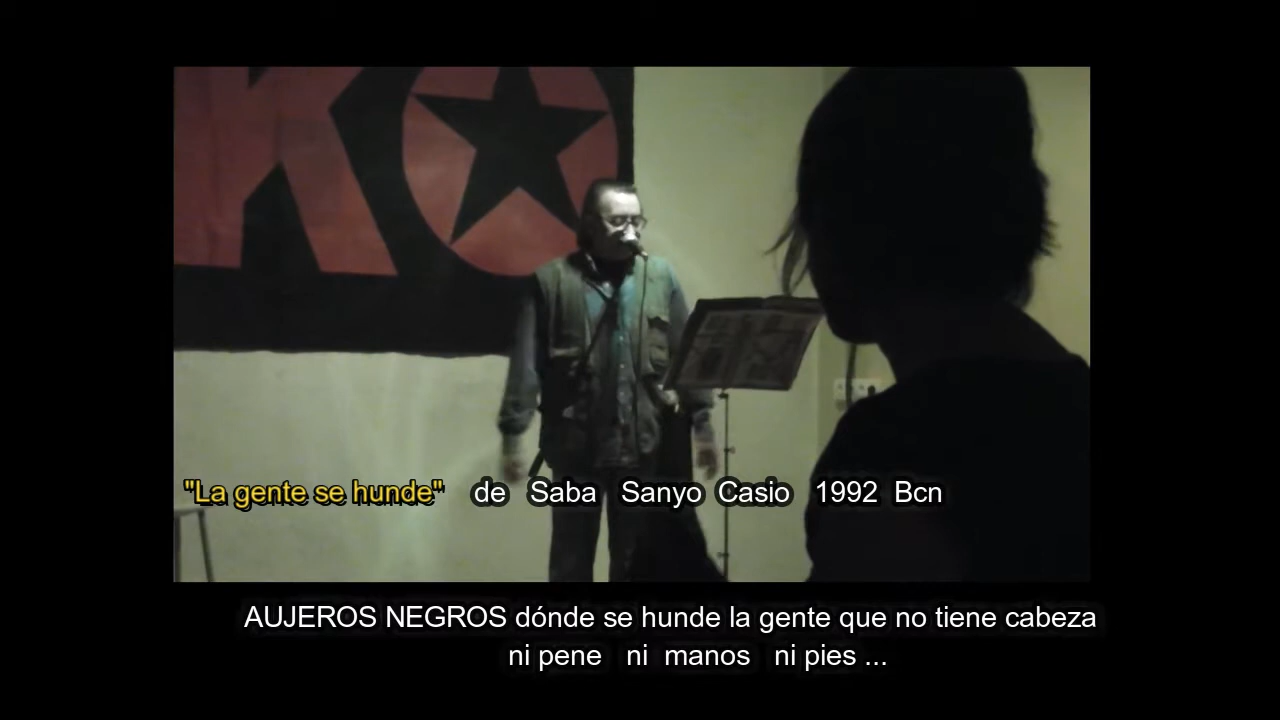 KO
"La gente se hunde" de Saba Sanyo Casio 1992 Bcn
AUJEROS NEGROS dónde se hunde la gente que no tiene cabeza
ni pene ni manos ni pies ...